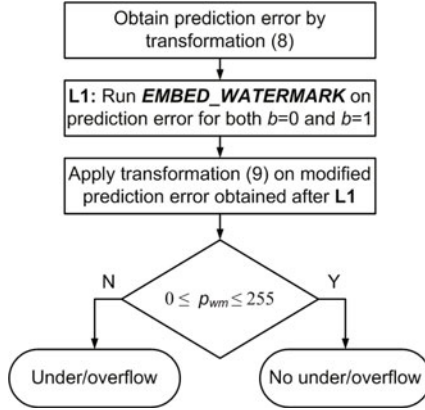 Obtain prediction error by
transformation (8)
L1: Run EMBED_WATERMARK on
prediction error for both b=0 and b=1
Apply transformation (9) on modified
prediction error obtained after L1
N
Y
0 ≤ pwm ≤ 255
Under/overflow
No under/overflow